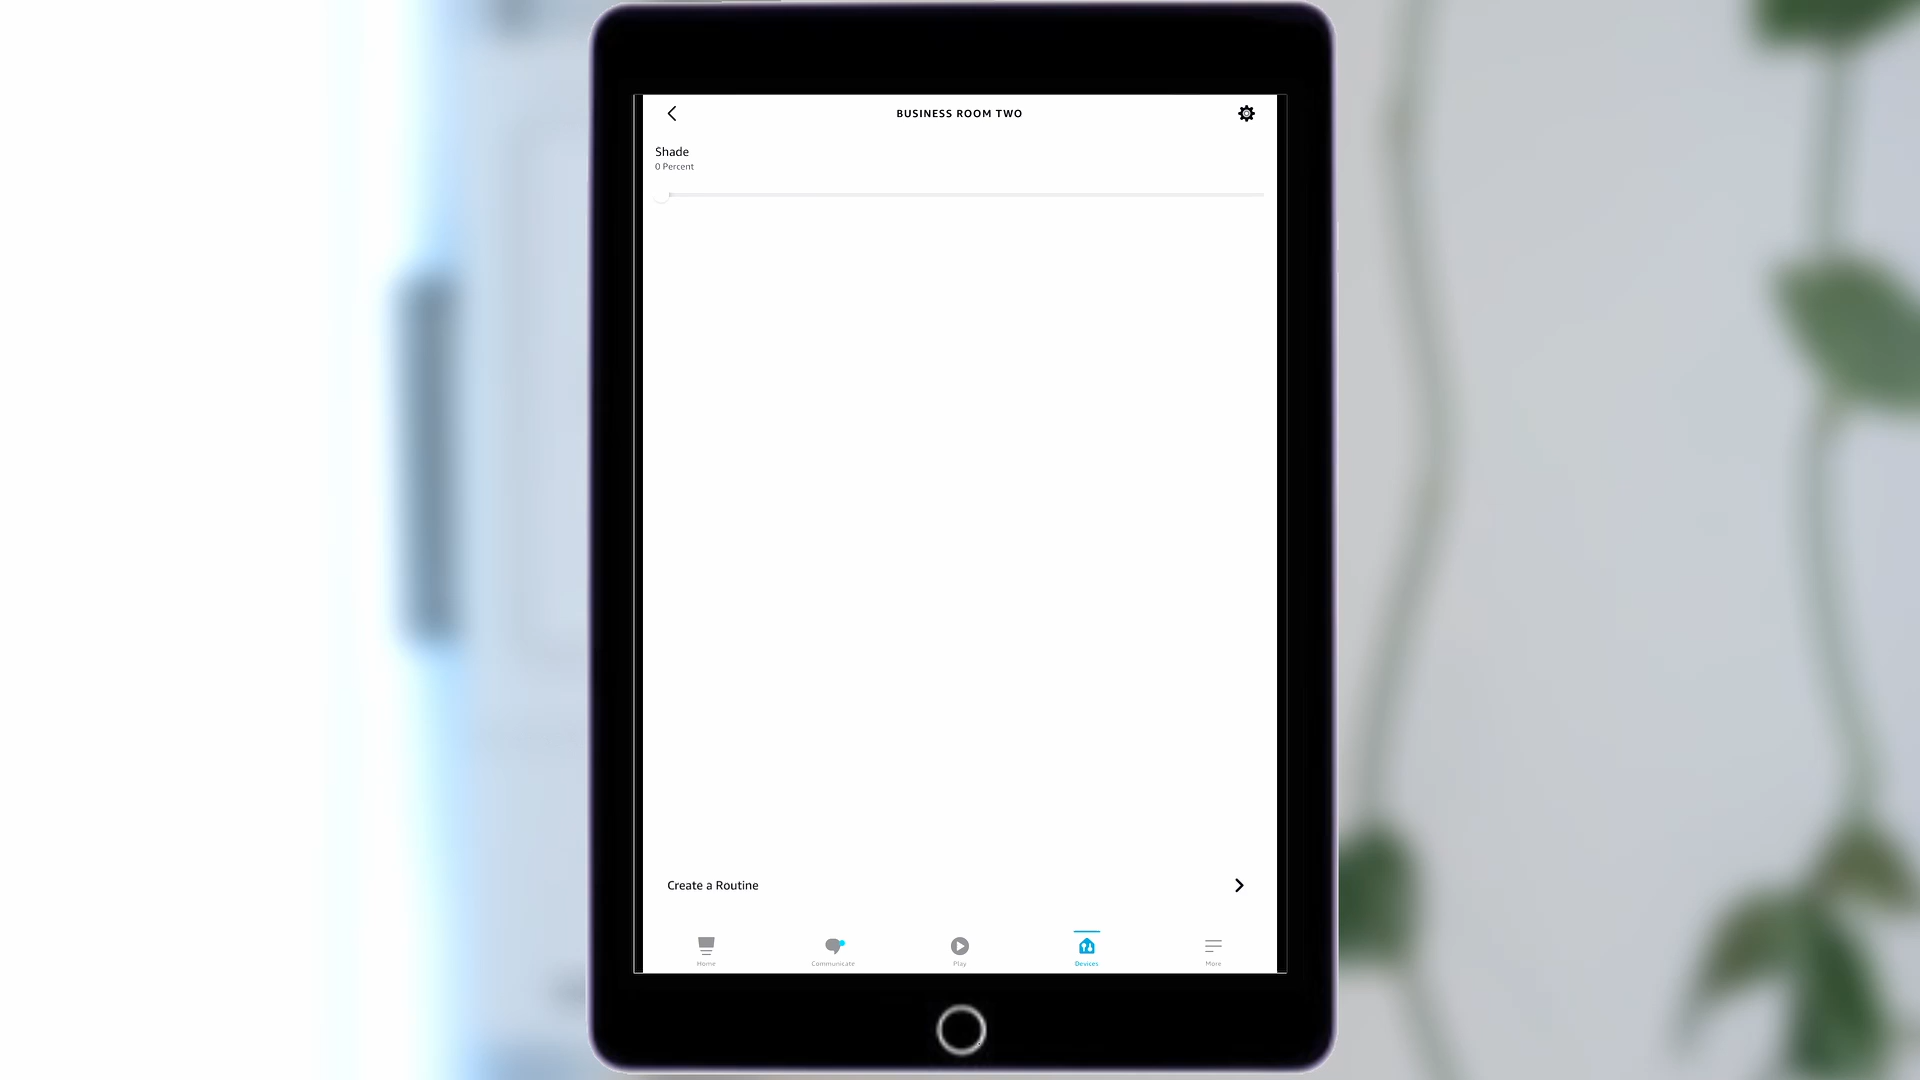 BUSINESS ROOM TWO
Shade
0 Percent
Create a Routine
Home
Communicate
Play
Devices
More